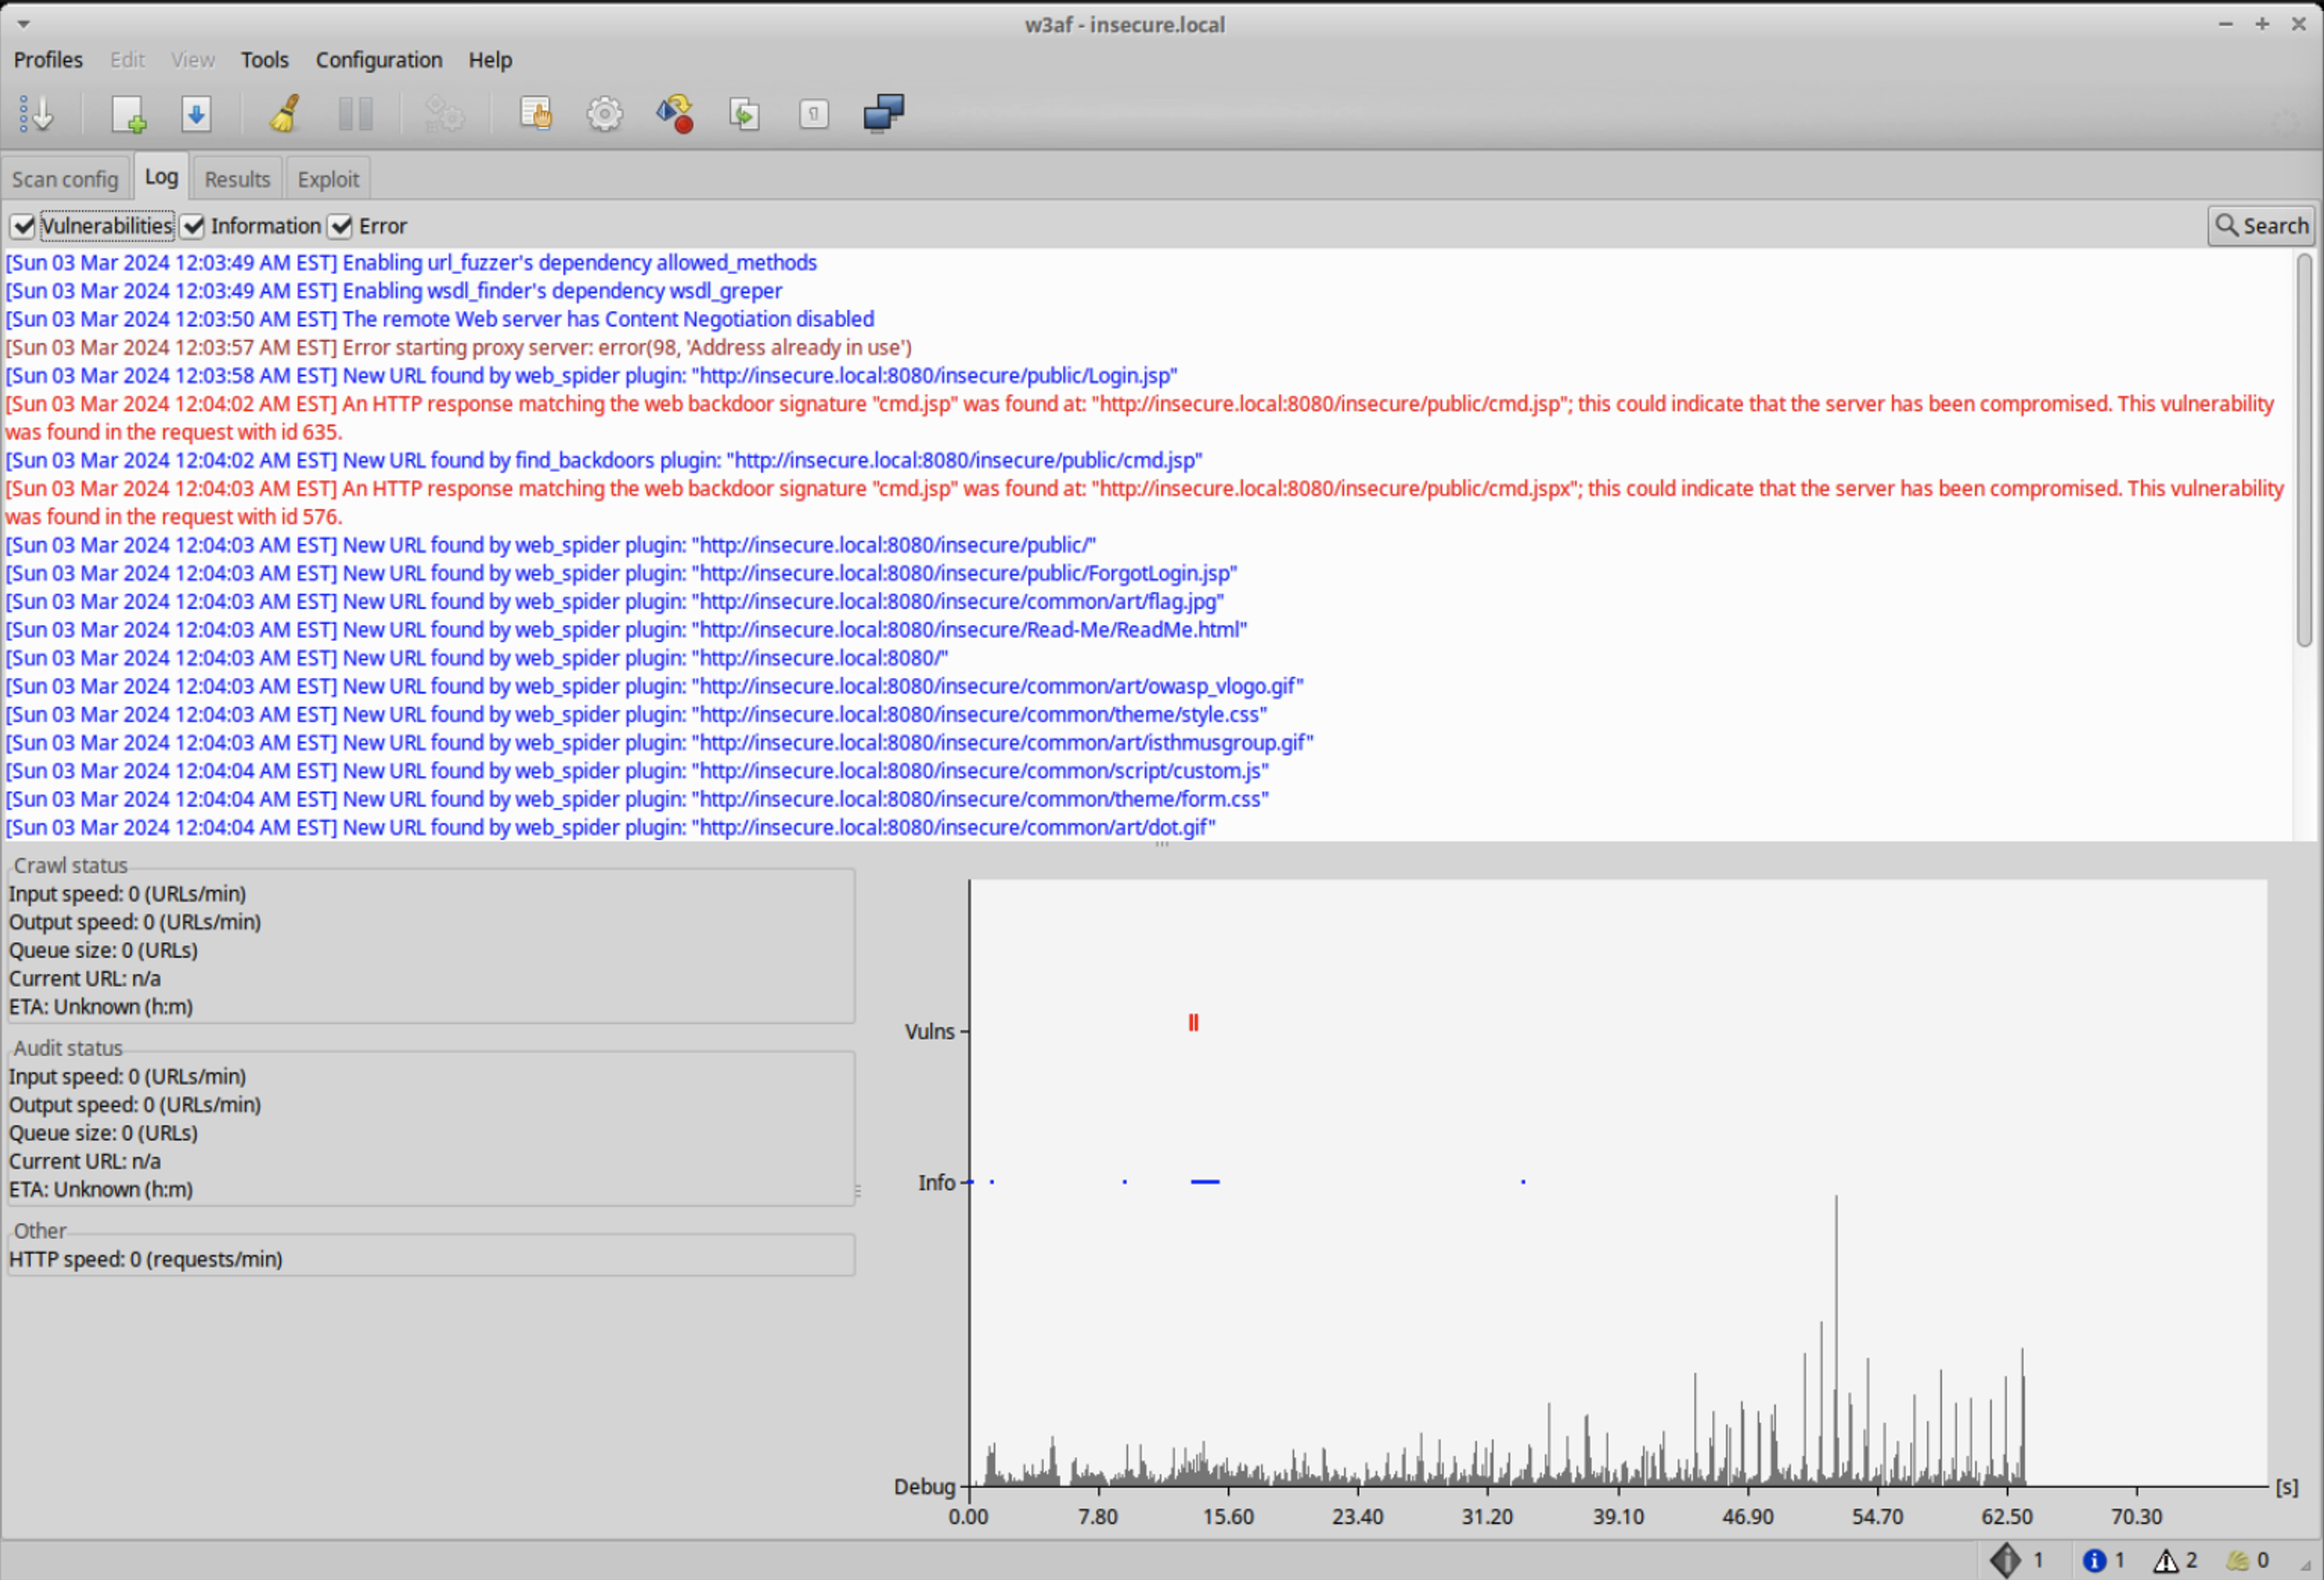 w3af - insecure.local
Profiles Edit View Tools Configuration Help
Scan config Log Results Exploit
Vulnerabilities Information Error Search
[Sun 03 Mar 2024 12:03:49 AM EST] Enabling url_fuzzer's dependency allowed_methods
[Sun 03 Mar 2024 12:03:49 AM EST] Enabling wsdl_finder's dependency wsdl_greper
[Sun 03 Mar 2024 12:03:50 AM EST] The remote Web server has Content Negotiation disabled
[Sun 03 Mar 2024 12:03:57 AM EST] Error starting proxy server: error(98, 'Address already in use')
[Sun 03 Mar 2024 12:03:58 AM EST] New URL found by web_spider plugin: "http://insecure.local:8080/insecure/public/Login.jsp"
[Sun 03 Mar 2024 12:04:02 AM EST] An HTTP response matching the web backdoor signature "cmd.jsp" was found at: "http://insecure.local:8080/insecure/public/cmd.jsp"; this could indicate that the server has been compromised. This vulnerability
was found in the request with id 635.
[Sun 03 Mar 2024 12:04:02 AM EST] New URL found by find_backdoors plugin: "http://insecure.local:8080/insecure/public/cmd.jsp"
[Sun 03 Mar 2024 12:04:03 AM EST] An HTTP response matching the web backdoor signature "cmd.jsp" was found at: "http://insecure.local:8080/insecure/public/cmd.jspx"; this could indicate that the server has been compromised. This vulnerability
was found in the request with id 576.
[Sun 03 Mar 2024 12:04:03 AM EST] New URL found by web_spider plugin: "http://insecure.local:8080/insecure/public/"
[Sun 03 Mar 2024 12:04:03 AM EST] New URL found by web_spider plugin: "http://insecure.local:8080/insecure/public/ForgotLogin.jsp"
[Sun 03 Mar 2024 12:04:03 AM EST] New URL found by web_spider plugin: "http://insecure.local:8080/insecure/common/art/flag.jpg"
[Sun 03 Mar 2024 12:04:03 AM EST] New URL found by web_spider plugin: "http://insecure.local:8080/insecure/Read-Me/ReadMe.html"
[Sun 03 Mar 2024 12:04:03 AM EST] New URL found by web_spider plugin: "http://insecure.local:8080/"
[Sun 03 Mar 2024 12:04:03 AM EST] New URL found by web_spider plugin: "http://insecure.local:8080/insecure/common/art/owasp_vlogo.gif"
[Sun 03 Mar 2024 12:04:03 AM EST] New URL found by web_spider plugin: "http://insecure.local:8080/insecure/common/theme/style.css"
[Sun 03 Mar 2024 12:04:03 AM EST] New URL found by web_spider plugin: "http://insecure.local:8080/insecure/common/art/isthmusgroup.gif"
[Sun 03 Mar 2024 12:04:04 AM EST] New URL found by web_spider plugin: "http://insecure.local:8080/insecure/common/script/custom.js"
[Sun 03 Mar 2024 12:04:04 AM EST] New URL found by web_spider plugin: "http://insecure.local:8080/insecure/common/theme/form.css"
[Sun 03 Mar 2024 12:04:04 AM EST] New URL found by web_spider plugin: "http://insecure.local:8080/insecure/common/art/dot.gif"
Crawl status
Input speed: 0 (URLs/min)
Output speed: 0 (URLs/min)
Queue size: 0 (URLs)
Current URL: n/a
ETA: Unknown (h:m)
Audit status
Input speed: 0 (URLs/min)
Output speed: 0 (URLs/min)
Queue size: 0 (URLs)
Current URL: n/a
ETA: Unknown (h:m)
Other
HTTP speed: 0 (requests/min)
Vulns
Info
Debug
[s]
0.00 7.80 15.60 23.40 31.20 39.10 46.90 54.70 62.50 70.30
1 1 2 0